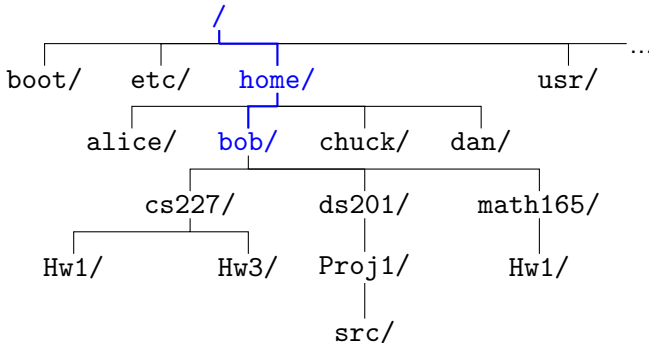 /
...
boot/ etc/ home/ usr/
alice/ bob/ chuck/ dan/
cs227/ ds201/ math165/
Hw1/ Hw3/ Proj1/ Hw1/
src/